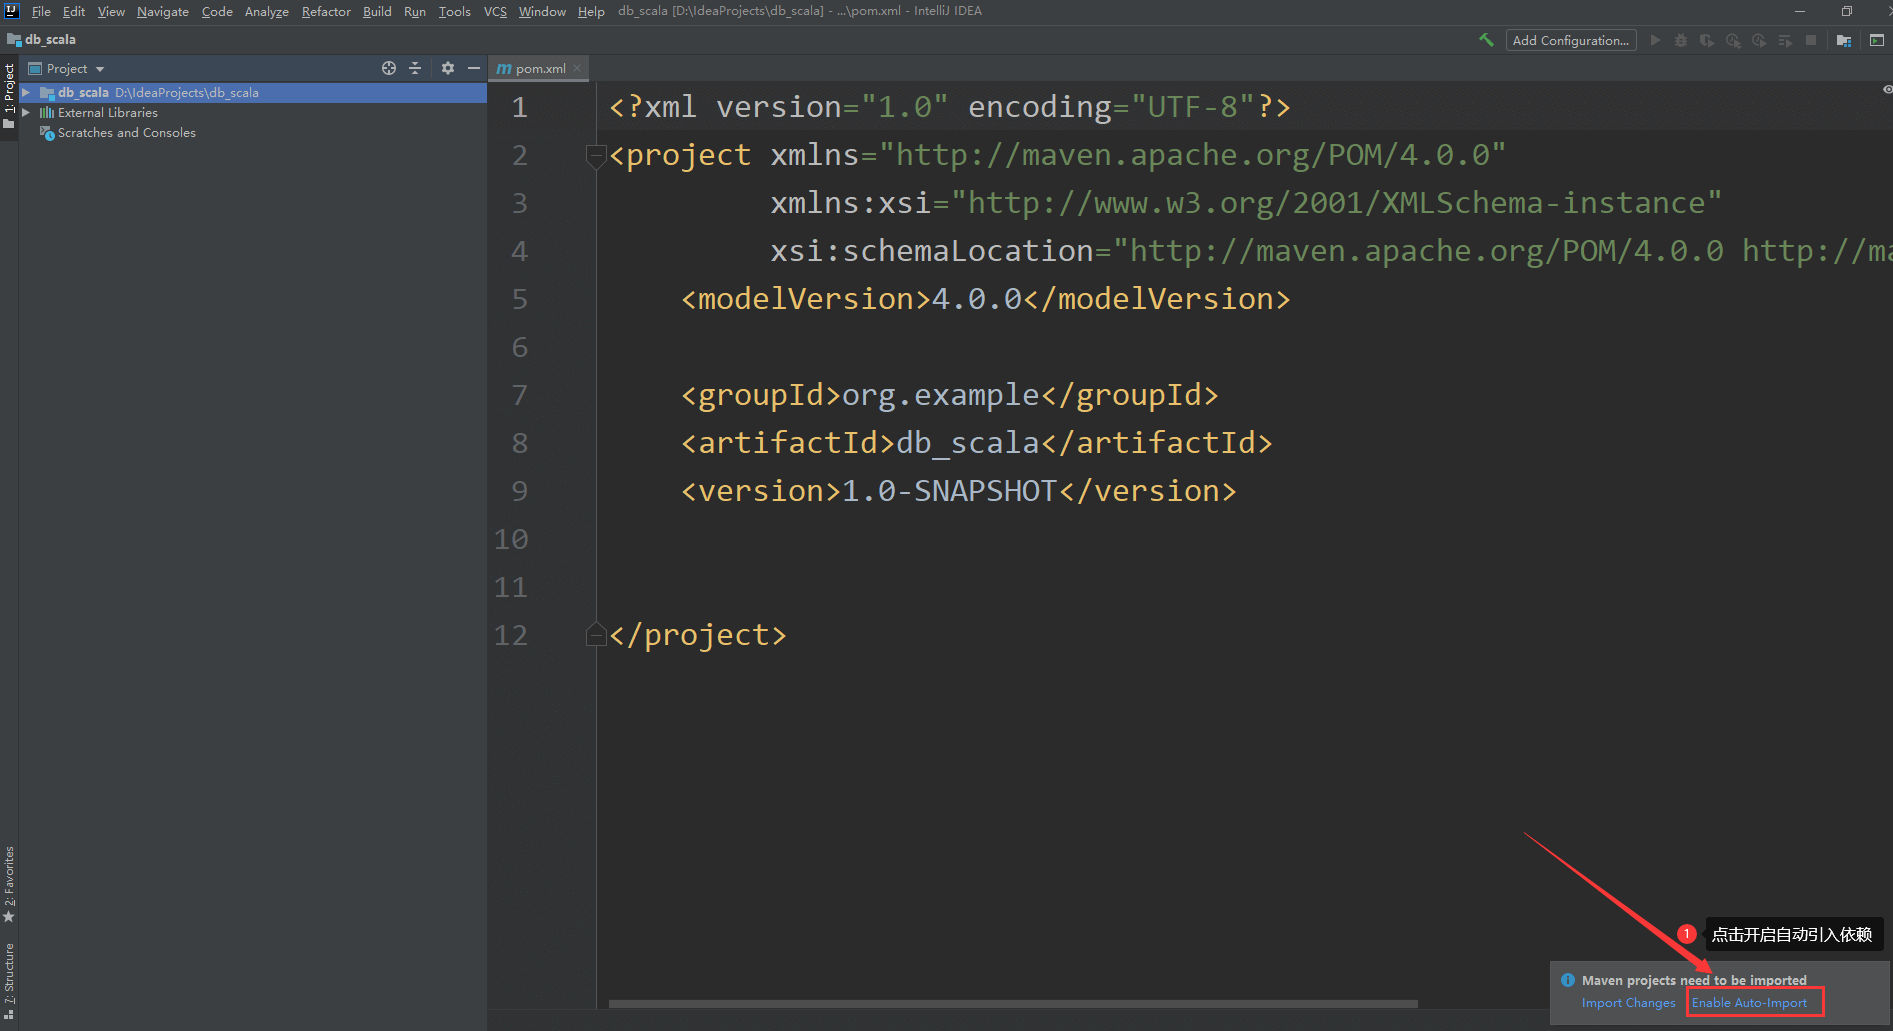 File Edit View Navigate Code Analyze Refactor Build Run Tools VCS Window Help db_scala [D:\IdeaProjects\db_scala] - ...\pom.xml - IntelliJ IDEA
db_scala
Add Configuration...
1: Project
Project
pom.xml
db_scala D:\IdeaProjects\db_scala
External Libraries
Scratches and Consoles
1 <?xml version="1.0" encoding="UTF-8"?>
2 <project xmlns="http://maven.apache.org/POM/4.0.0"
3 xmlns:xsi="http://www.w3.org/2001/XMLSchema-instance"
4 xsi:schemaLocation="http://maven.apache.org/POM/4.0.0 http://ma
5 <modelVersion>4.0.0</modelVersion>
6
7 <groupId>org.example</groupId>
8 <artifactId>db_scala</artifactId>
9 <version>1.0-SNAPSHOT</version>
10
11
12 </project>
2: Favorites
7: Structure
1 点击开启自动引入依赖
Maven projects need to be imported
Import Changes Enable Auto-Import